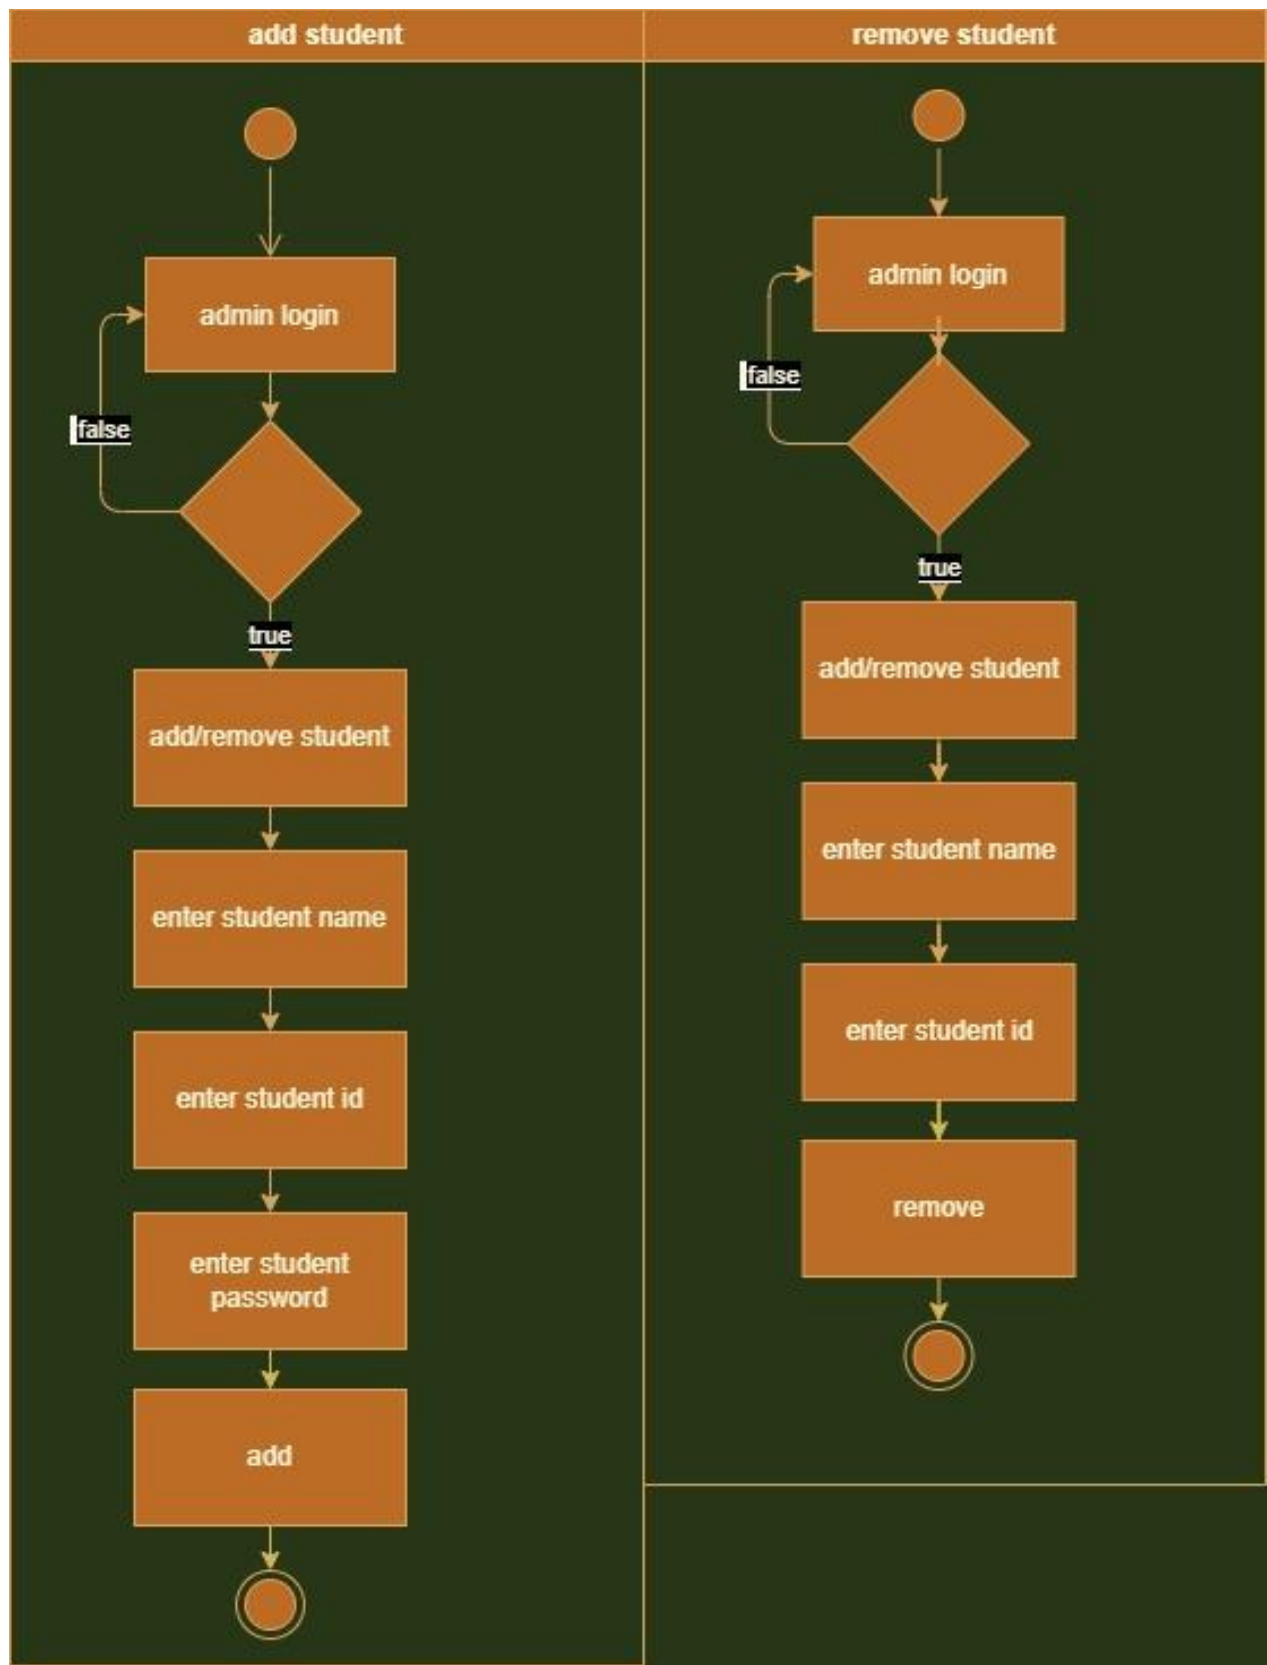 add student
admin login
false
true
add/remove student
enter student name
enter student id
enter student
password
add
remove student
admin login
false
true
add/remove student
enter student name
enter student id
remove